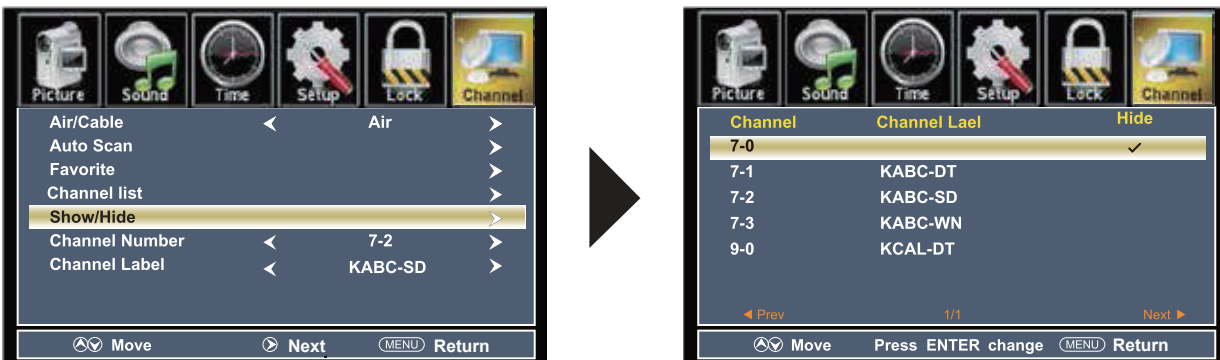 Picture Sound Time Setup Lock Channel
Air/Cable Air
Auto Scan
Favorite
Channel list
Show/Hide
Channel Number 7-2
Channel Label KABC-SD
Move Next MENU Return
Picture Sound Time Setup Lock Channel
Channel Channel Lael Hide
7-0
7-1 KABC-DT
7-2 KABC-SD
7-3 KABC-WN
9-0 KCAL-DT
Prev 1/1 Next
Move Press ENTER change MENU Return